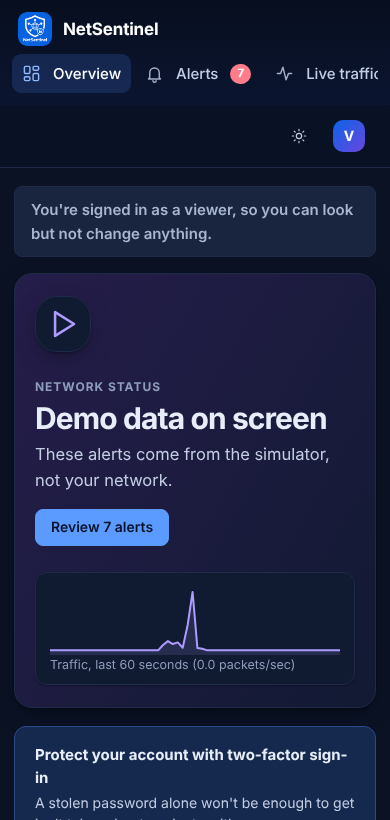 NetSentinel
NetSentinel
Overview
Alerts
7
Live traffic
V
You're signed in as a viewer, so you can look
but not change anything.
NETWORK STATUS
Demo data on screen
These alerts come from the simulator,
not your network.
Review 7 alerts
Traffic, last 60 seconds (0.0 packets/sec)
Protect your account with two-factor sign-
in
A stolen password alone won't be enough to get